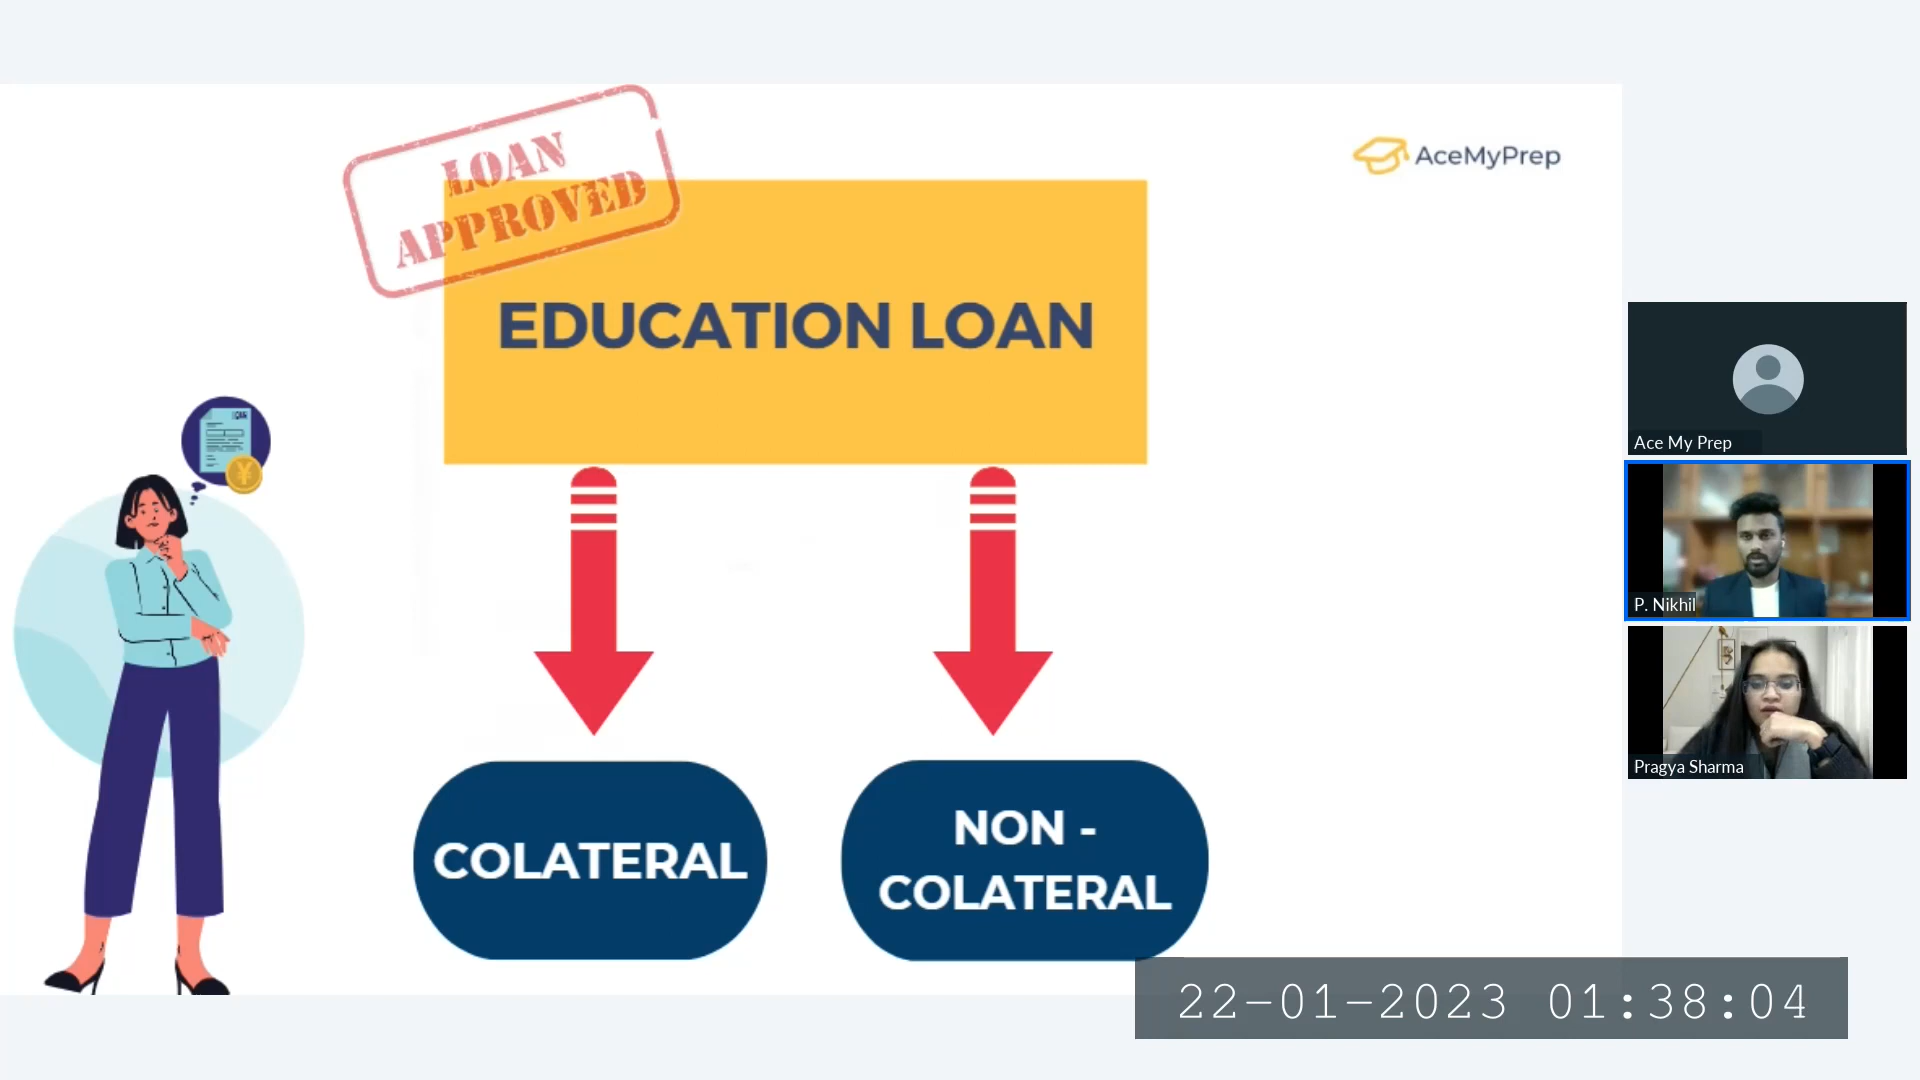 LOAN
APPROVED
AceMyPrep
EDUCATION LOAN
LOAN
¥
COLATERAL
NON -
COLATERAL
Ace My Prep
P. Nikhil
Pragya Sharma
22-01-2023 01:38:04